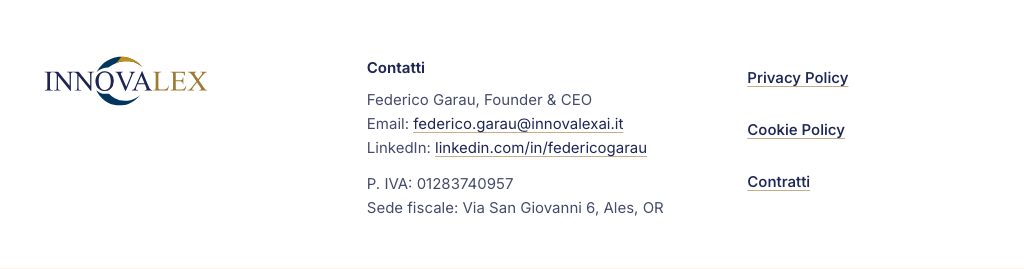 INNOVALEX
Contatti
Federico Garau, Founder & CEO
Email: federico.garau@innovalexai.it
LinkedIn: linkedin.com/in/federicogarau
P. IVA: 01283740957
Sede fiscale: Via San Giovanni 6, Ales, OR
Privacy Policy
Cookie Policy
Contratti